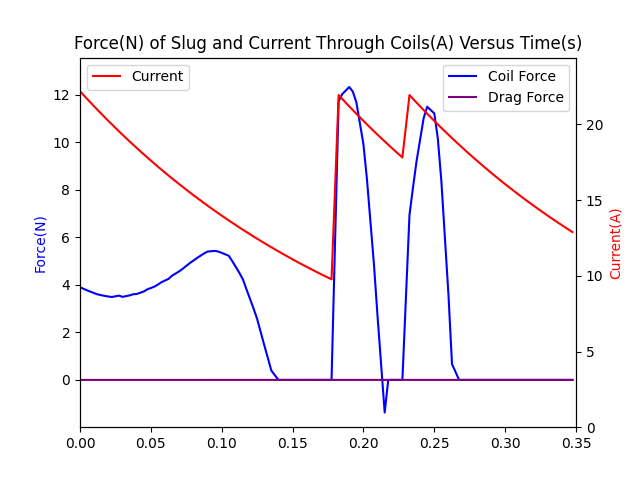 Force(N) of Slug and Current Through Coils(A) Versus Time(s)
Current
Coil Force
Drag Force
12
10
8
6
4
2
0
Force(N)
20
15
10
5
0
Current(A)
0.00 0.05 0.10 0.15 0.20 0.25 0.30 0.35